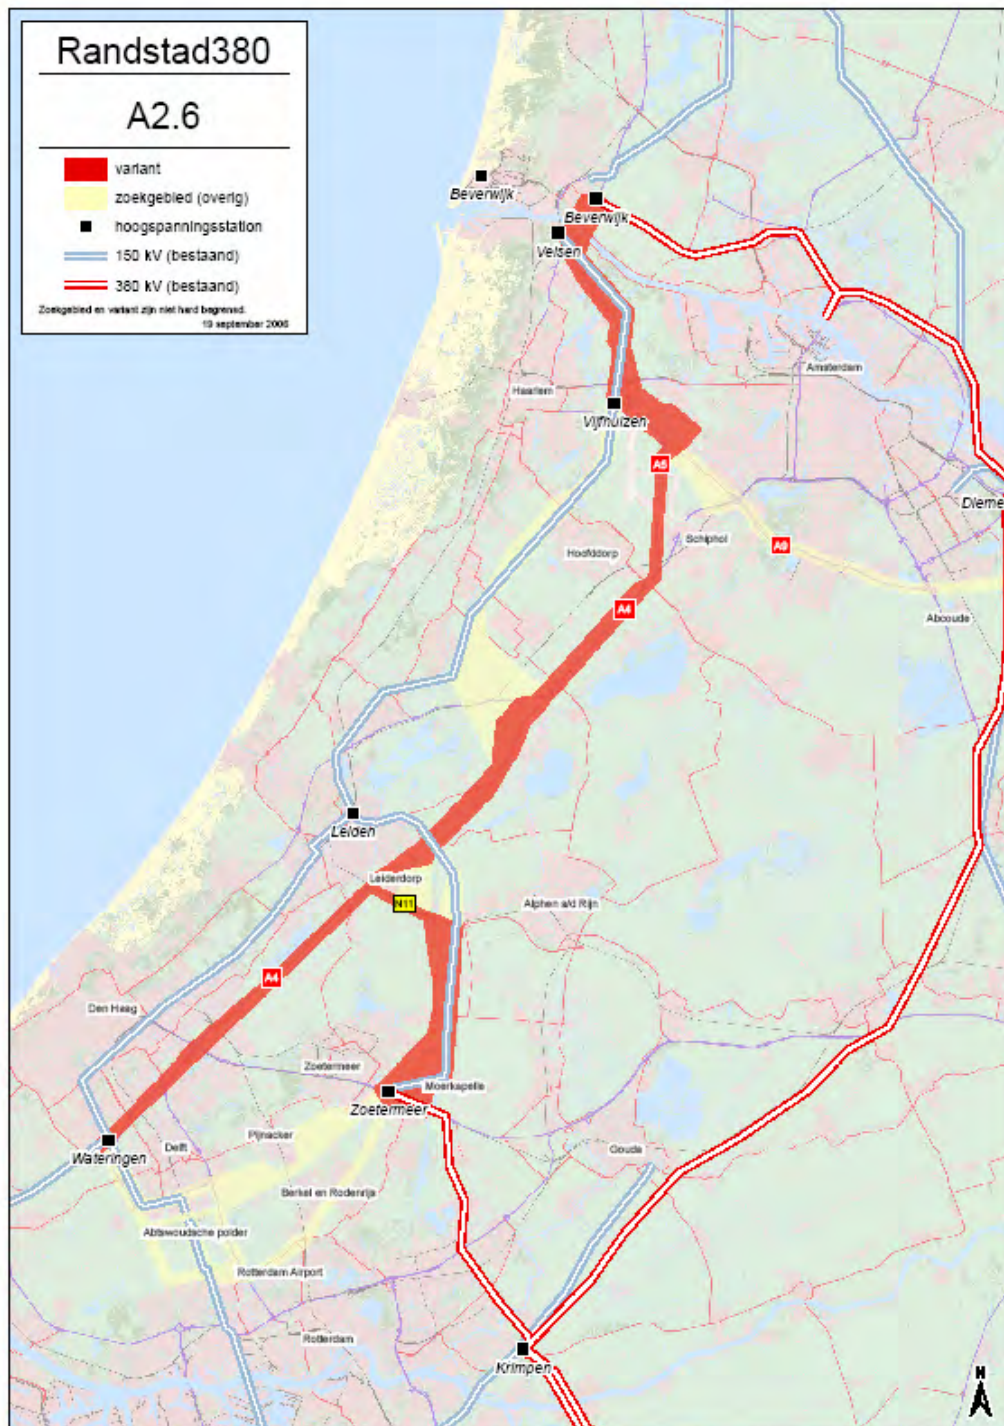 Randstad380
A2.6
variant
zoekgebied (overig)
hoogspanningsstation
150 kV (bestaand)
380 kV (bestaand)
Zoekgebied en variant zijn niet hard begrensd.
19 september 2006
Beverwijk
Beverwijk
Velsen
Amsterdam
Haarlem
Vijfhuizen
A5
Dieme
Schiphol
A9
Hoofddorp
A4
Abcoude
Leiden
Leiderdorp
N11
Alphen a/d Rijn
A4
Den Haag
Zoetermeer
Moerkapelle
Zoetermeer
Pijnacker
Delft
Gouda
Wateringen
Berkel en Rodenrijs
Abtswoudsche polder
Rotterdam Airport
Rotterdam
Krimpen
N